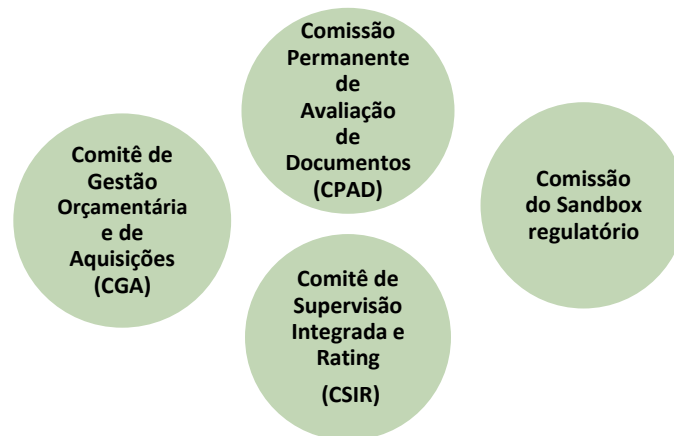 Comissão
Permanente
de
Avaliação
de
Documentos
(CPAD)
Comitê de
Gestão
Orçamentária
e de
Aquisições
(CGA)
Comissão
do Sandbox
regulatório
Comitê de
Supervisão
Integrada e
Rating
(CSIR)